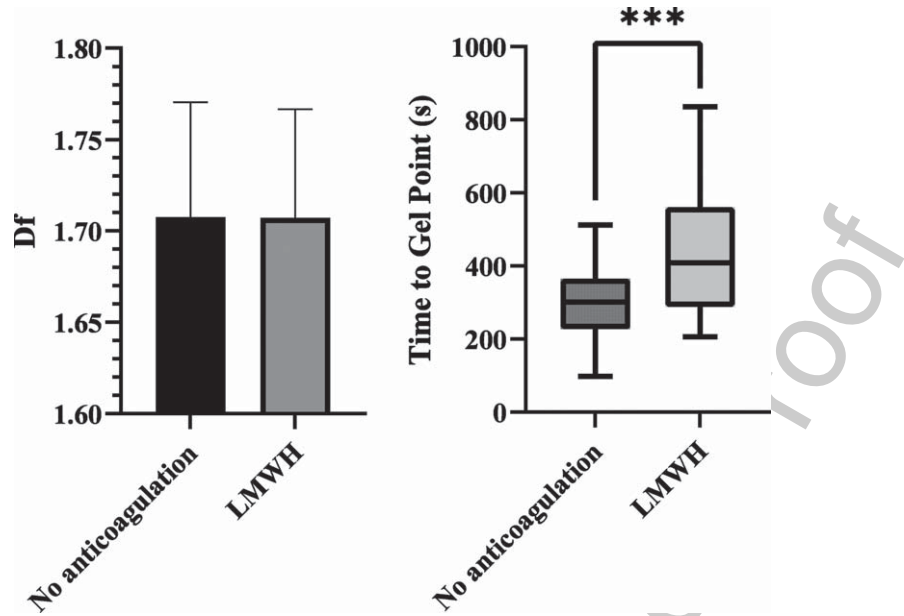 1.80
1.75
1.70
1.65
1.60
Df
No anticoagulation
LMWH
***
1000
800
600
400
200
0
Time to Gel Point (s)
No anticoagulation
LMWH
roof